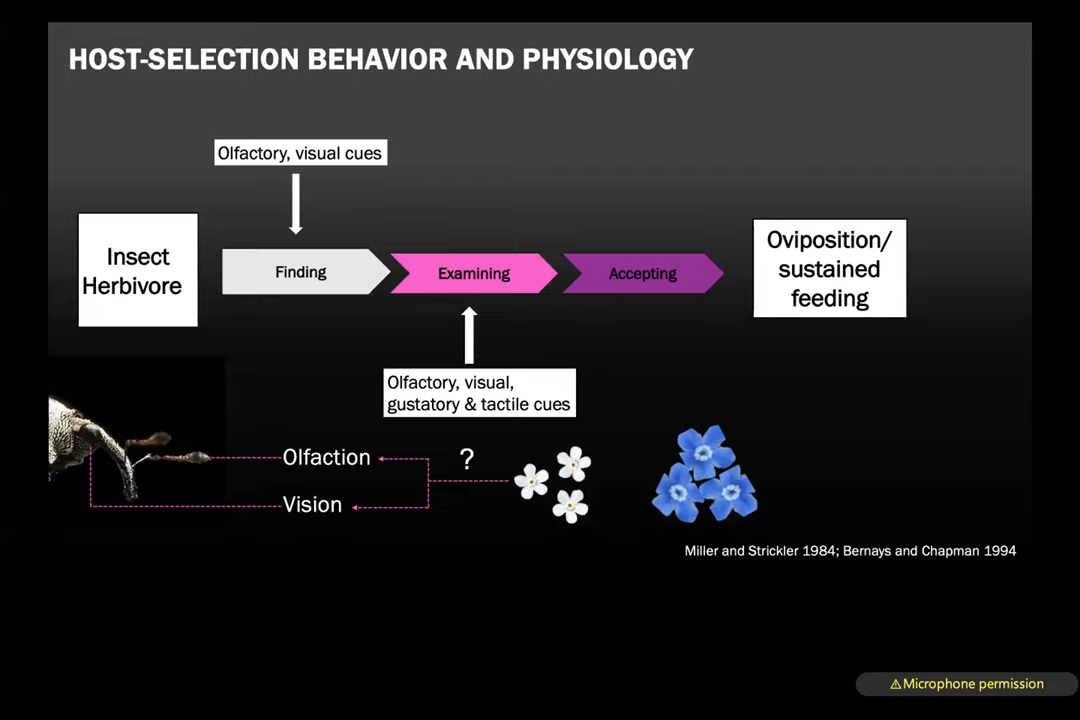 HOST-SELECTION BEHAVIOR AND PHYSIOLOGY
Olfactory, visual cues
Insect
Herbivore
Finding
Examining
Accepting
Oviposition/
sustained
feeding
Olfactory, visual,
gustatory & tactile cues
Olfaction
?
Vision
Miller and Strickler 1984; Bernays and Chapman 1994
⚠Microphone permission